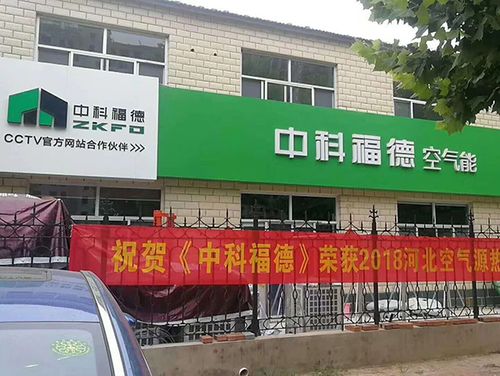 中科福德
ZKFD
CCTV官方网站合作伙伴>>>
中科福德 空气能
祝贺《中科福德》荣获2018河北空气源热